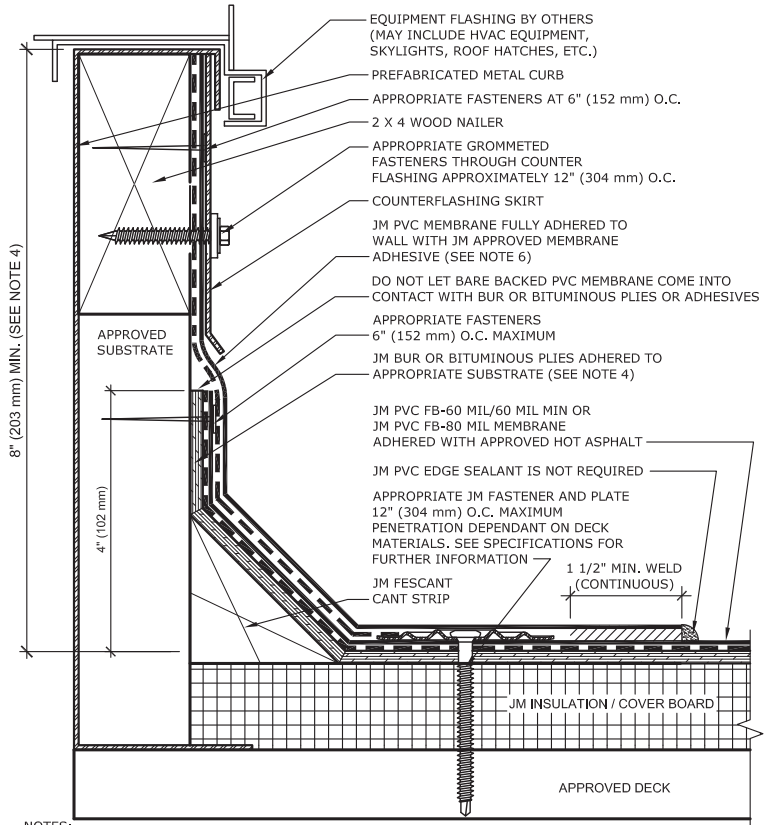 EQUIPMENT FLASHING BY OTHERS
(MAY INCLUDE HVAC EQUIPMENT,
SKYLIGHTS, ROOF HATCHES, ETC.)
PREFABRICATED METAL CURB
APPROPRIATE FASTENERS AT 6" (152 mm) O.C.
2 X 4 WOOD NAILER
APPROPRIATE GROMMETED
FASTENERS THROUGH COUNTER
FLASHING APPROXIMATELY 12" (304 mm) O.C.
COUNTERFLASHING SKIRT
JM PVC MEMBRANE FULLY ADHERED TO
WALL WITH JM APPROVED MEMBRANE
ADHESIVE (SEE NOTE 6)
DO NOT LET BARE BACKED PVC MEMBRANE COME INTO
CONTACT WITH BUR OR BITUMINOUS PLIES OR ADHESIVES
APPROPRIATE FASTENERS
6" (152 mm) O.C. MAXIMUM
JM BUR OR BITUMINOUS PLIES ADHERED TO
APPROPRIATE SUBSTRATE (SEE NOTE 4)
JM PVC FB-60 MIL/60 MIL MIN OR
JM PVC FB-80 MIL MEMBRANE
ADHERED WITH APPROVED HOT ASPHALT
JM PVC EDGE SEALANT IS NOT REQUIRED
APPROPRIATE JM FASTENER AND PLATE
12" (304 mm) O.C. MAXIMUM
PENETRATION DEPENDANT ON DECK
MATERIALS. SEE SPECIFICATIONS FOR
FURTHER INFORMATION
1 1/2" MIN. WELD
(CONTINUOUS)
JM FESCANT
CANT STRIP
8" (203 mm) MIN. (SEE NOTE 4)
APPROVED
SUBSTRATE
4" (102 mm)
JM INSULATION / COVER BOARD
APPROVED DECK
NOTES: